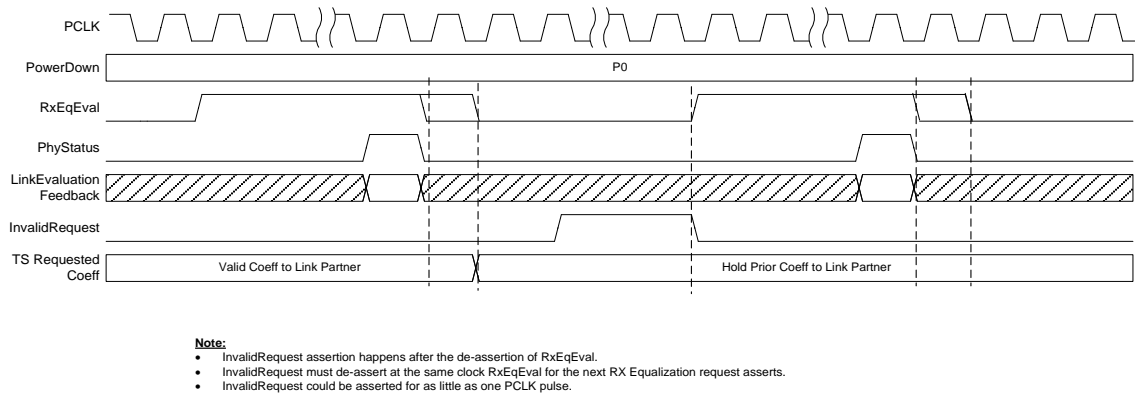 PCLK
PowerDown
P0
RxEqEval
PhyStatus
LinkEvaluation
Feedback
InvalidRequest
TS Requested
Coeff
Valid Coeff to Link Partner
Hold Prior Coeff to Link Partner
Note:
• InvalidRequest assertion happens after the de-assertion of RxEqEval.
• InvalidRequest must de-assert at the same clock RxEqEval for the next RX Equalization request asserts.
• InvalidRequest could be asserted for as little as one PCLK pulse.